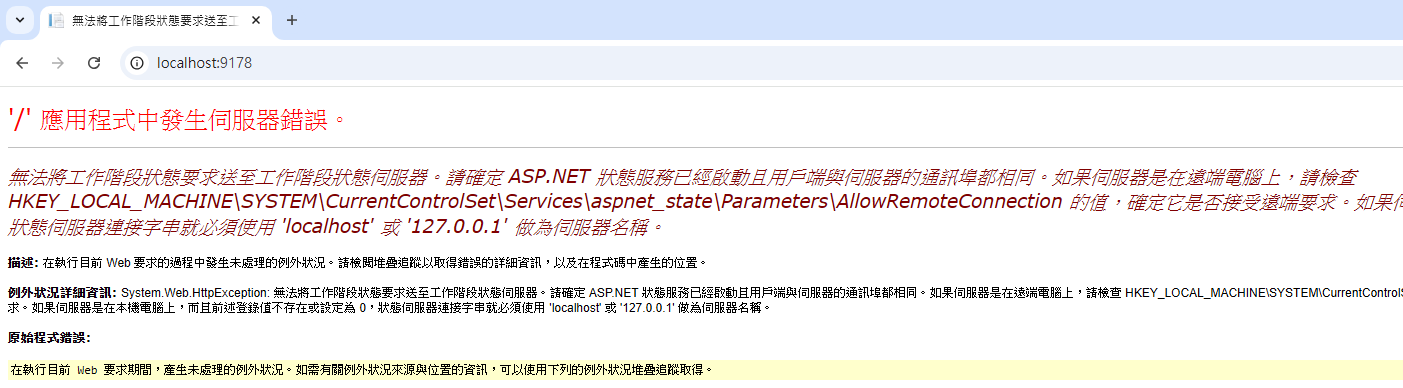 無法將工作階段狀態要求送至工
localhost:9178
'/' 應用程式中發生伺服器錯誤。
無法將工作階段狀態要求送至工作階段狀態伺服器。請確定 ASP.NET 狀態服務已經啟動且用戶端與伺服器的通訊埠都相同。如果伺服器是在遠端電腦上，請檢查
HKEY_LOCAL_MACHINE\SYSTEM\CurrentControlSet\Services\aspnet_state\Parameters\AllowRemoteConnection 的值，確定它是否接受遠端要求。如果伺
狀態伺服器連接字串就必須使用 'localhost' 或 '127.0.0.1' 做為伺服器名稱。
描述: 在執行目前 Web 要求的過程中發生未處理的例外狀況。請檢閱堆疊追蹤以取得錯誤的詳細資訊，以及在程式碼中產生的位置。
例外狀況詳細資訊: System.Web.HttpException: 無法將工作階段狀態要求送至工作階段狀態伺服器。請確定 ASP.NET 狀態服務已經啟動且用戶端與伺服器的通訊埠都相同。如果伺服器是在遠端電腦上，請檢查 HKEY_LOCAL_MACHINE\SYSTEM\CurrentControlS
求。如果伺服器是在本機電腦上，而且前述登錄值不存在或設定為 0，狀態伺服器連接字串就必須使用 'localhost' 或 '127.0.0.1' 做為伺服器名稱。
原始程式錯誤:
在執行目前 Web 要求期間，產生未處理的例外狀況。如需有關例外狀況來源與位置的資訊，可以使用下列的例外狀況堆疊追蹤取得。